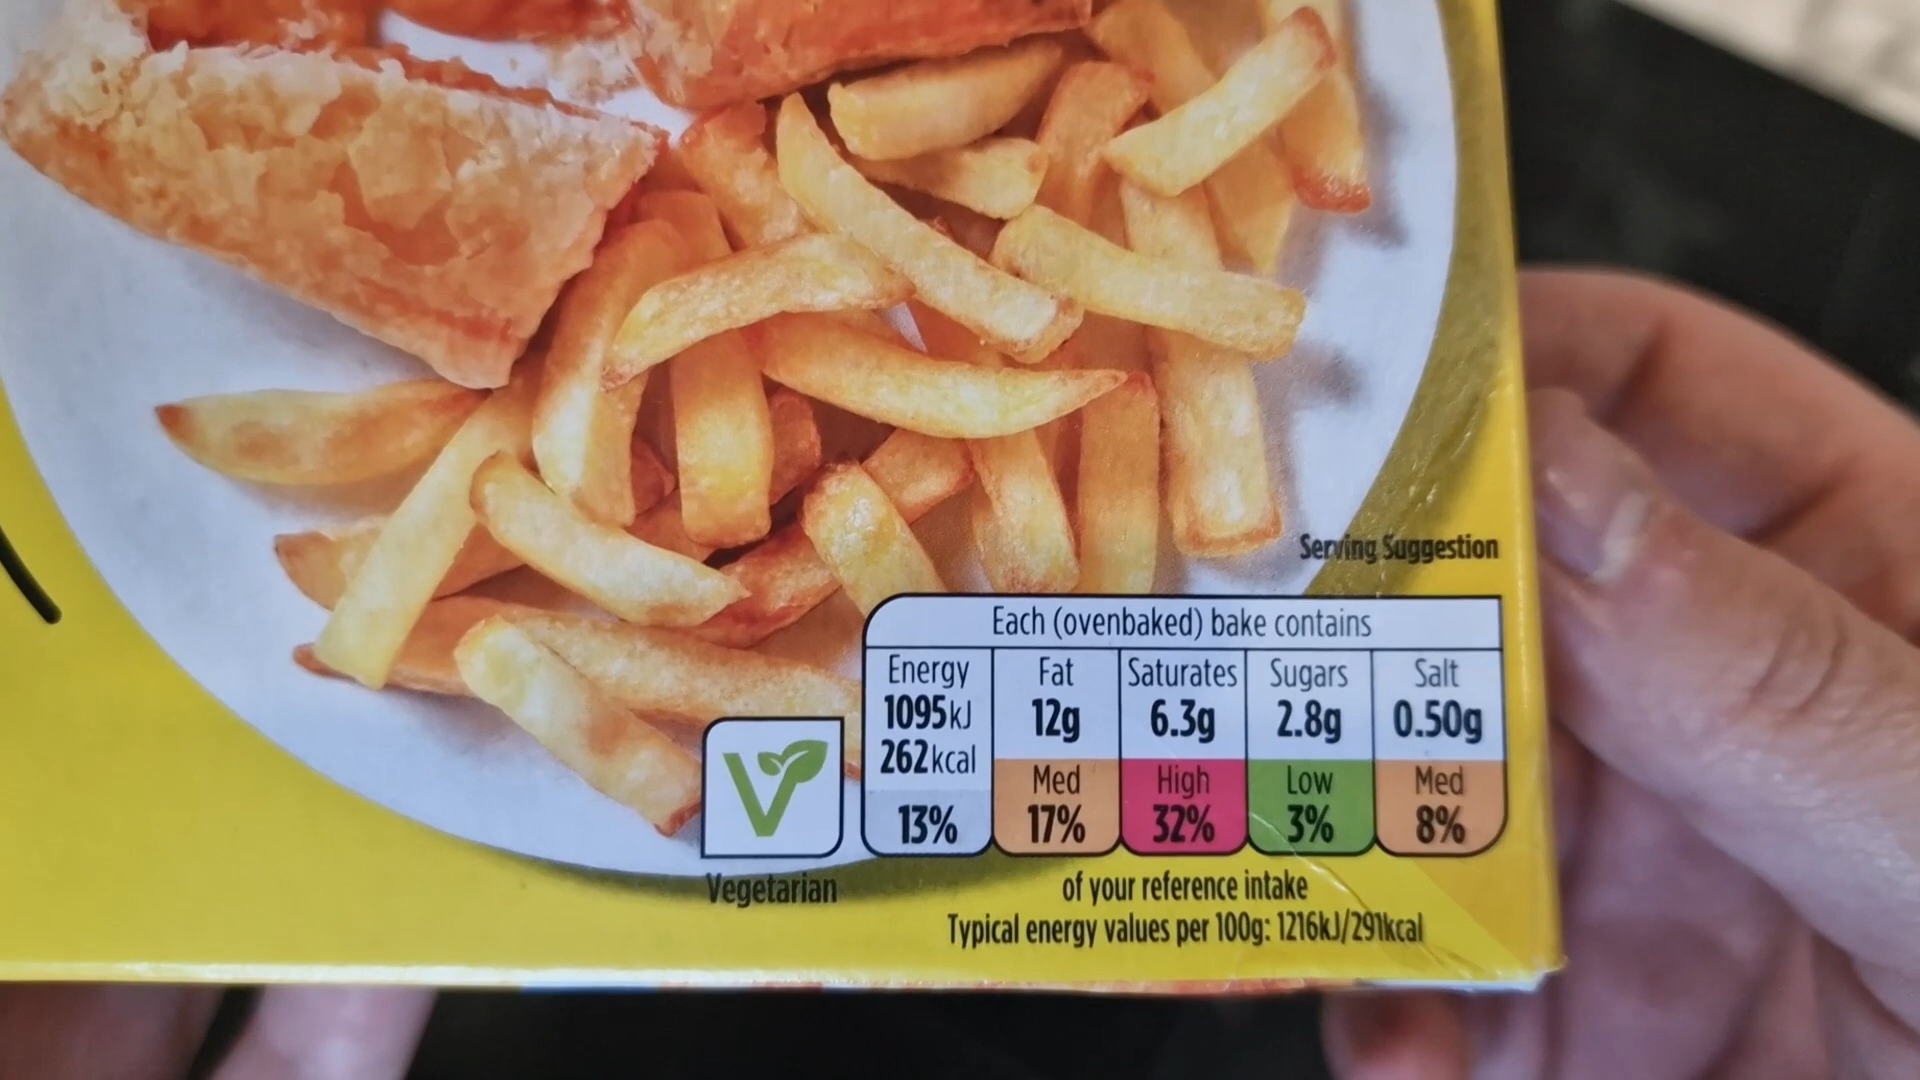 Serving Suggestion
Each (ovenbaked) bake contains
Energy Fat Saturates Sugars Salt
1095kJ 12g 6.3g 2.8g 0.50g
262kcal
Med High Low Med
13% 17% 32% 3% 8%
Vegetarian
of your reference intake
Typical energy values per 100g: 1216kJ/291kcal